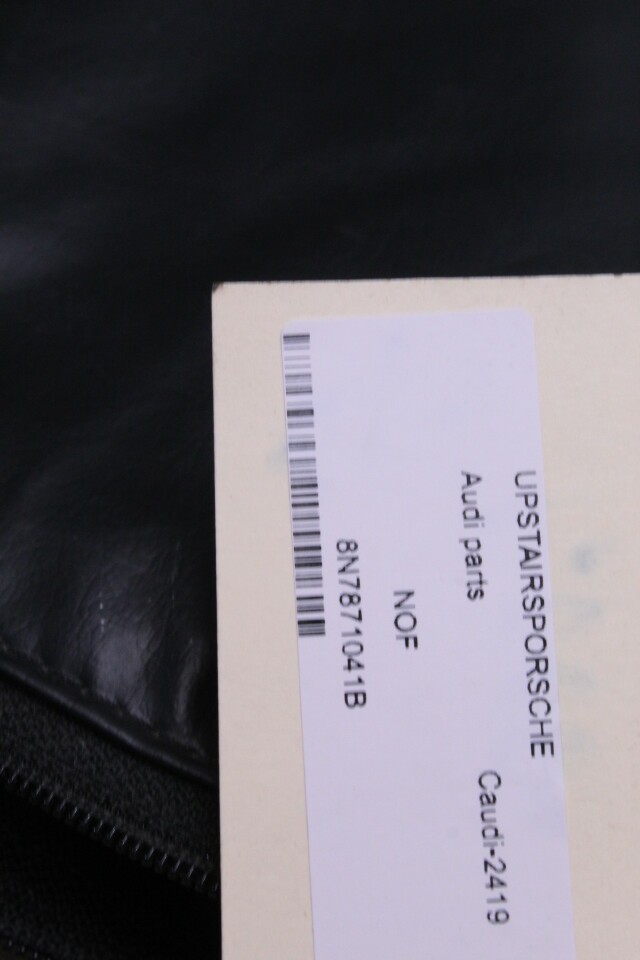 UPSTAIRSPORSCHE
Audi parts Caudi-2419
NOF
8N7871041B